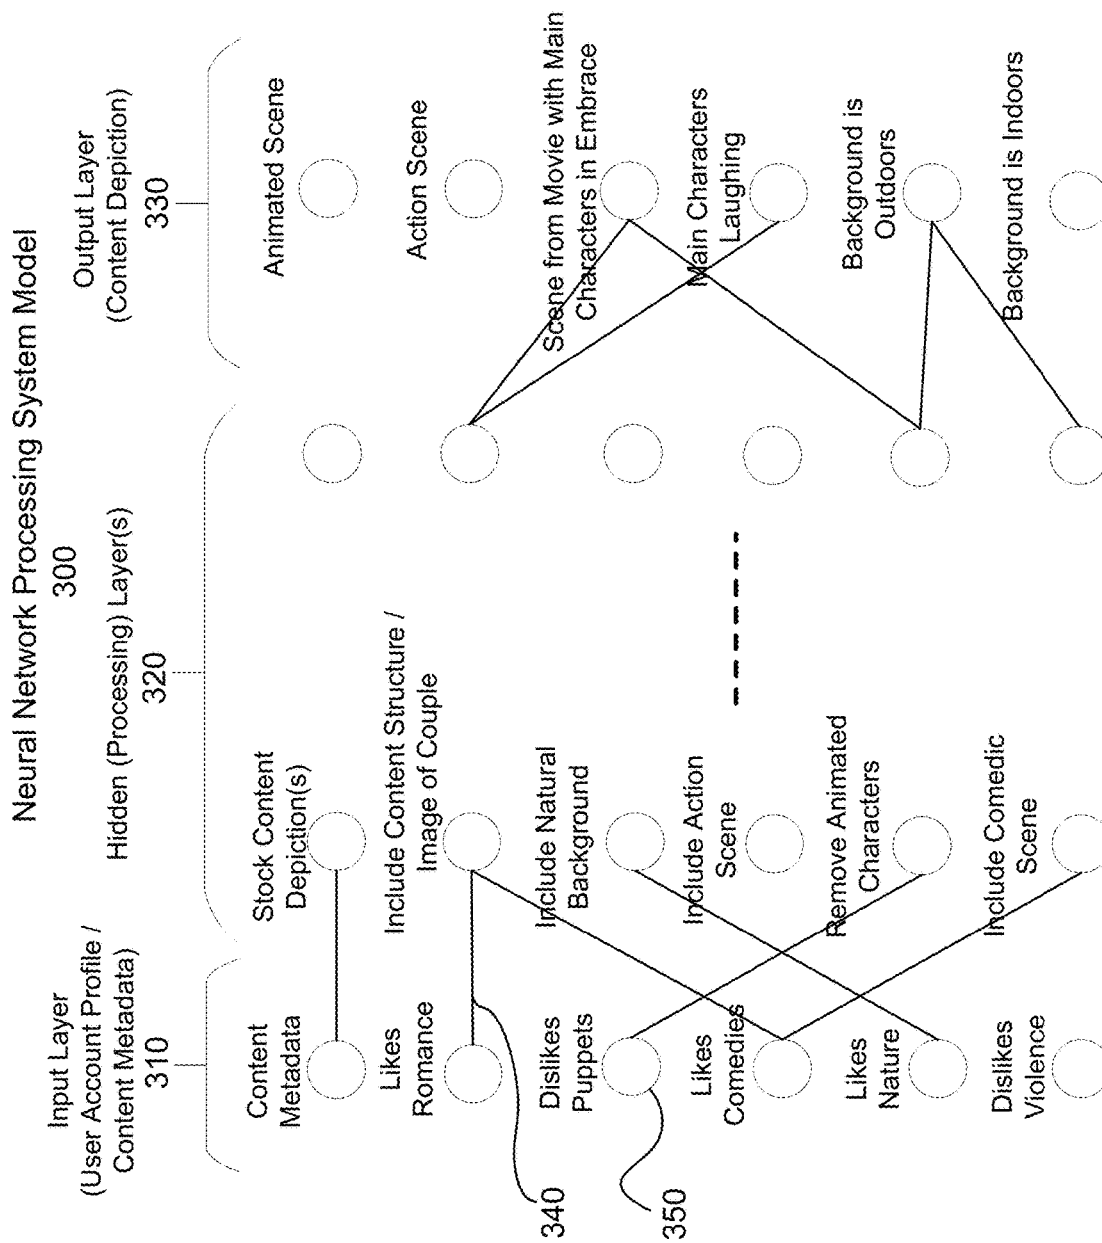 Neural Network Processing System Model
300
Input Layer
(User Account Profile /
Content Metadata)
310
Hidden (Processing) Layer(s)
320
Output Layer
(Content Depiction)
330
Content
Metadata
Stock Content
Depiction(s)
Animated Scene
Likes
Romance
Include Content Structure /
Image of Couple
Action Scene
Dislikes
Puppets
Include Natural
Background
Scene from Movie with Main
Characters in Embrace
Likes
Comedies
Include Action
Scene
Main Characters
Laughing
Likes
Nature
Remove Animated
Characters
Background is
Outdoors
Dislikes
Violence
Include Comedic
Scene
Background is Indoors
340
350